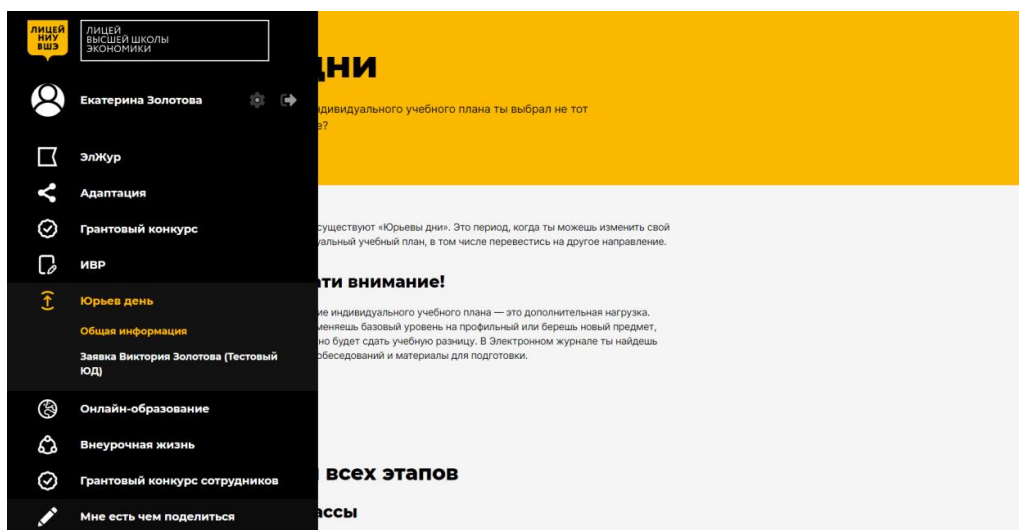 ЛИЦЕЙ
НИУ
ВШЭ
ЛИЦЕЙ
ВЫСШЕЙ ШКОЛЫ
ЭКОНОМИКИ
Екатерина Золотова
ЭлЖур
Адаптация
Грантовый конкурс
ИВР
Юрьев день
Общая информация
Заявка Виктория Золотова (Тестовый
ЮД)
Онлайн-образование
Внеурочная жизнь
Грантовый конкурс сотрудников
Мне есть чем поделиться
дни
ндивидуального учебного плана ты выбрал не тот
е?
существуют «Юрьевы дни». Это период, когда ты можешь изменить свой
уальный учебный план, в том числе перевестись на другое направление.
ти внимание!
ие индивидуального учебного плана — это дополнительная нагрузка.
меняешь базовый уровень на профильный или берешь новый предмет,
но будет сдать учебную разницу. В Электронном журнале ты найдешь
обеседований и материалы для подготовки.
всех этапов
ассы